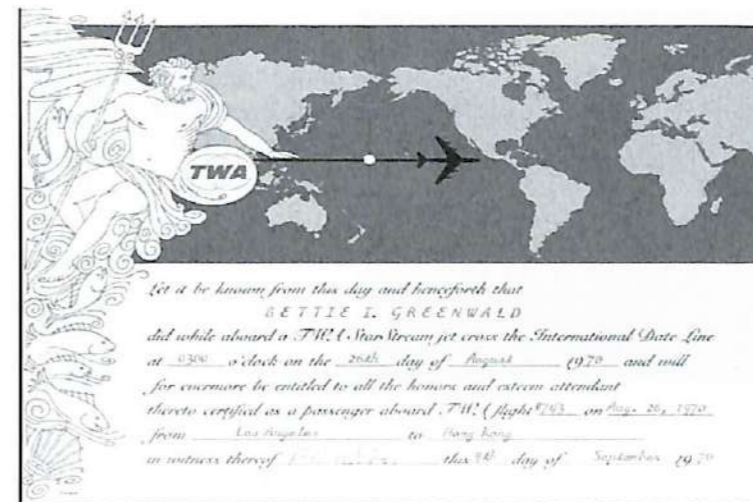 TWA
Let it be known from this day and henceforth that
BETTIE I. GREENWALD
did while aboard a TWA StarStream jet cross the International Date Line
at 0300 o'clock on the 26th day of August 1970 and will
for evermore be entitled to all the honors and esteem attendant
thereto certified as a passenger aboard TWA flight #743 on Aug. 26, 1970
from Los Angeles to Hong Kong
in witness thereof this 9th day of September 1970